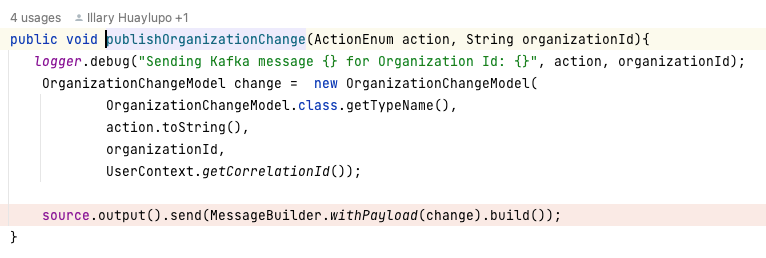 4 usages   Illary Huaylupo +1
public void publishOrganizationChange(ActionEnum action, String organizationId){
   logger.debug("Sending Kafka message {} for Organization Id: {}", action, organizationId);
    OrganizationChangeModel change =  new OrganizationChangeModel(
            OrganizationChangeModel.class.getTypeName(),
            action.toString(),
            organizationId,
            UserContext.getCorrelationId());
    source.output().send(MessageBuilder.withPayload(change).build());
}